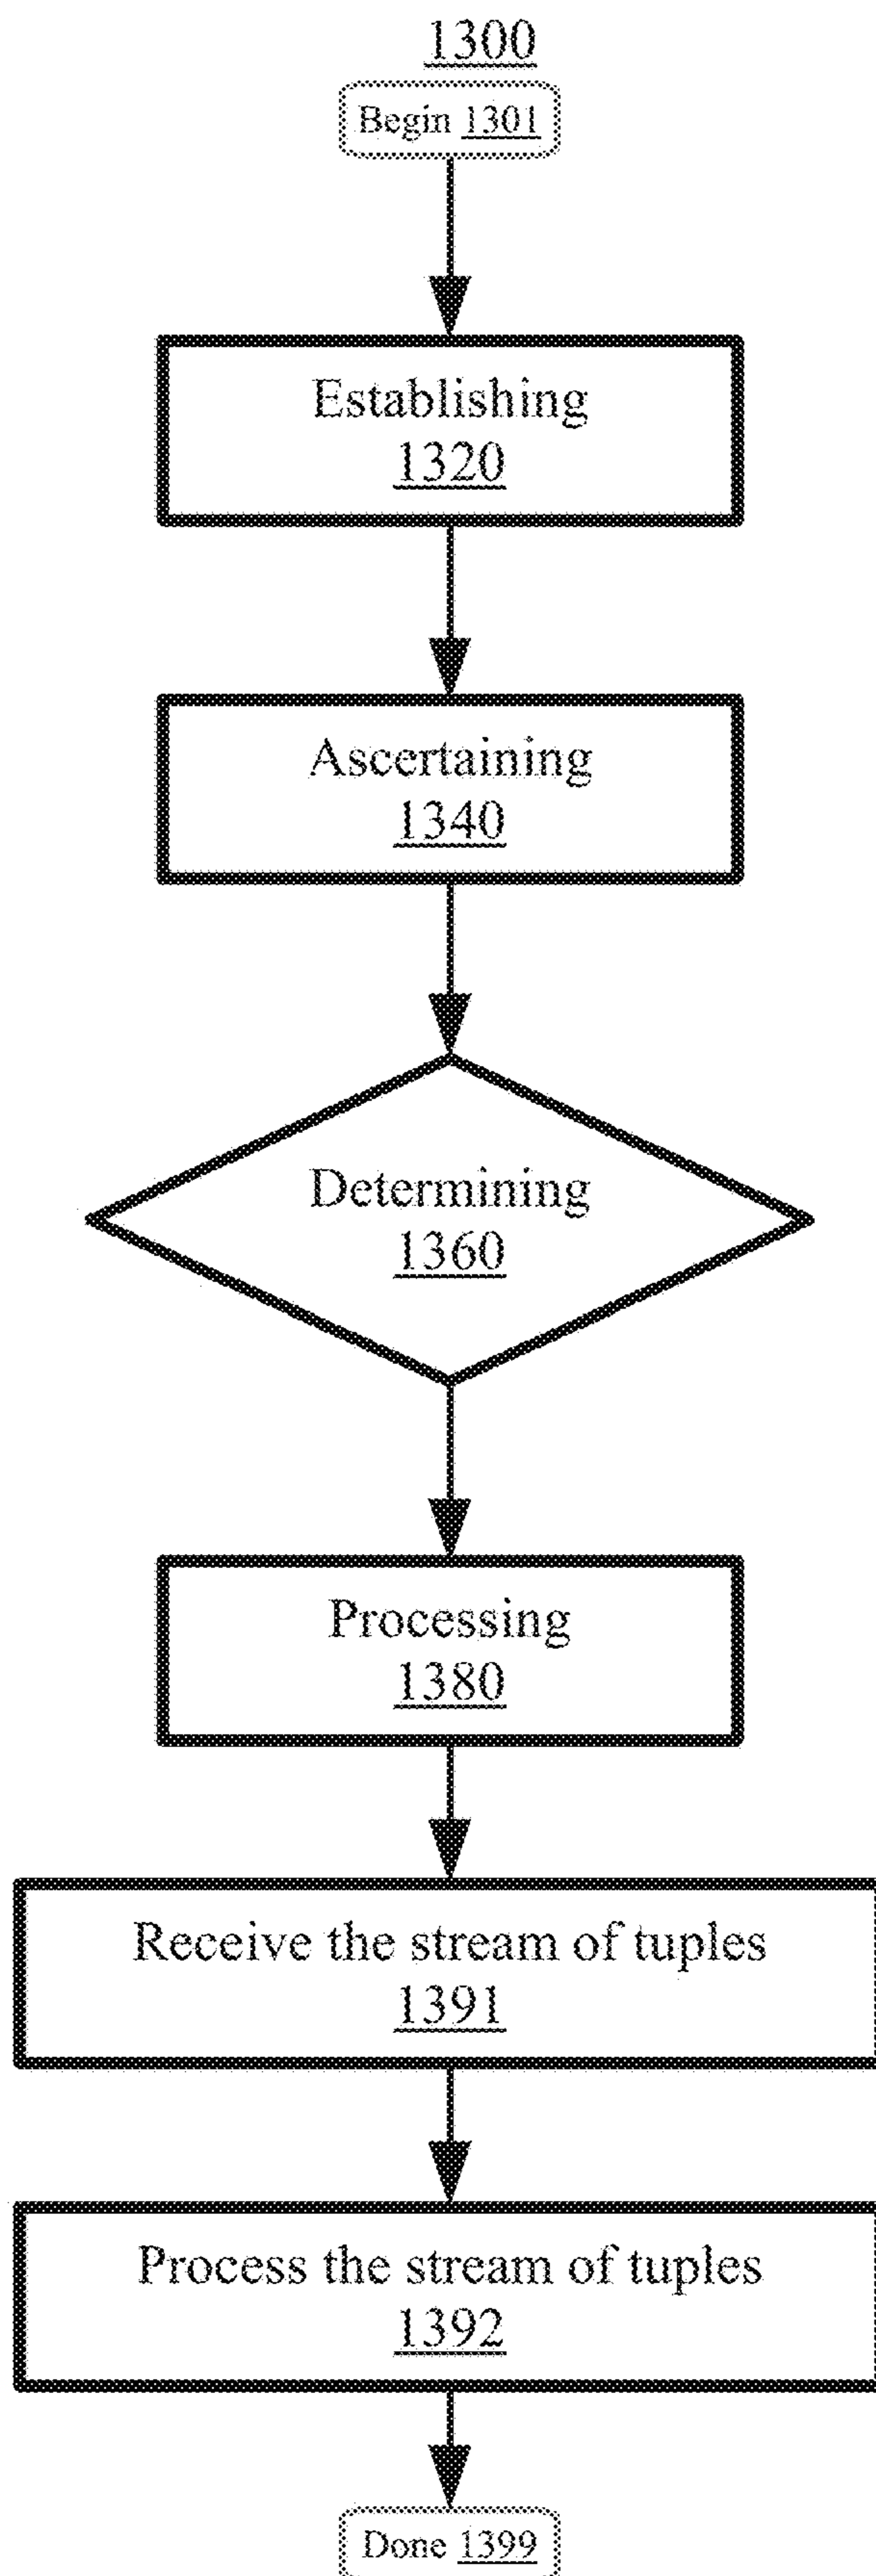 1300
Begin 1301
Establishing
1320
Ascertaining
1340
Determining
1360
Processing
1380
Receive the stream of tuples
1391
Process the stream of tuples
1392
Done 1399